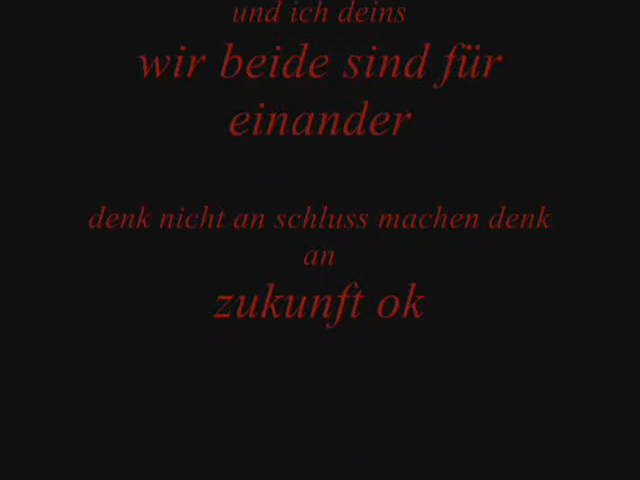 und ich deins
wir beide sind für
einander
denk nicht an schluss machen denk
an
zukunft ok